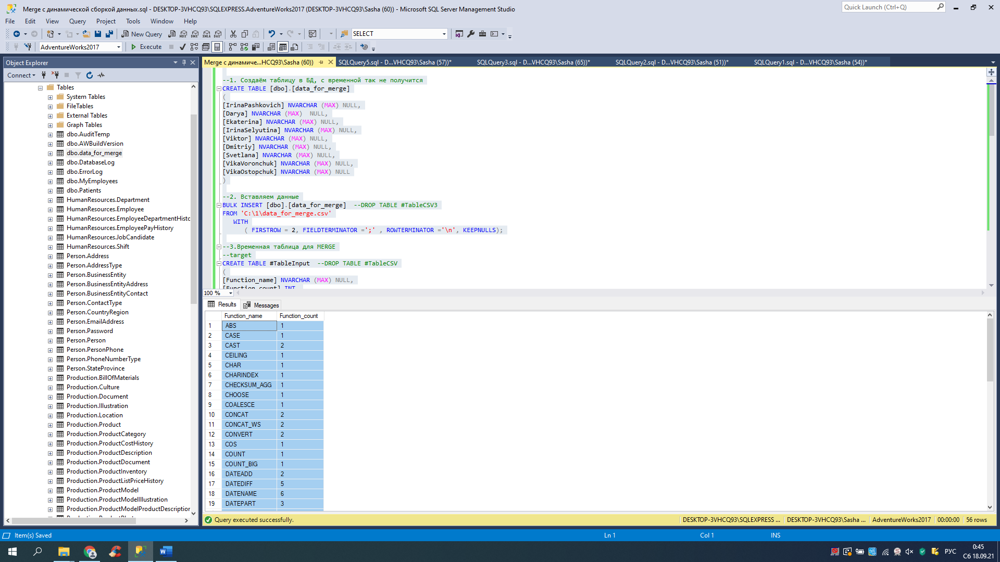 Merge с динамической сборкой данных.sql - DESKTOP-3VHCQ93\SQLEXPRESS.AdventureWorks2017 (DESKTOP-3VHCQ93\Sasha (60)) - Microsoft SQL Server Management Studio
Quick Launch (Ctrl+Q)
File Edit View Query Project Tools Window Help
New Query
MDX DMX XMLA DAX
SELECT
AdventureWorks2017
Execute
Object Explorer
Connect
Tables
System Tables
FileTables
External Tables
Graph Tables
dbo.AuditTemp
dbo.AWBuildVersion
dbo.data_for_merge
dbo.DatabaseLog
dbo.ErrorLog
dbo.MyEmployees
dbo.Patients
HumanResources.Department
HumanResources.Employee
HumanResources.EmployeeDepartmentHistc
HumanResources.EmployeePayHistory
HumanResources.JobCandidate
HumanResources.Shift
Person.Address
Person.AddressType
Person.BusinessEntity
Person.BusinessEntityAddress
Person.BusinessEntityContact
Person.ContactType
Person.CountryRegion
Person.EmailAddress
Person.Password
Person.Person
Person.PersonPhone
Person.PhoneNumberType
Person.StateProvince
Production.BillOfMaterials
Production.Culture
Production.Document
Production.Illustration
Production.Location
Production.Product
Production.ProductCategory
Production.ProductCostHistory
Production.ProductDescription
Production.ProductDocument
Production.ProductInventory
Production.ProductListPriceHistory
Production.ProductModel
Production.ProductModelIllustration
Production.ProductModelProductDescription
Merge с динамиче...HCQ93\Sasha (60)) SQLQuery5.sql - D...VHCQ93\Sasha (57))* SQLQuery3.sql - D...VHCQ93\Sasha (65))* SQLQuery2.sql - D...VHCQ93\Sasha (51))* SQLQuery1.sql - D...VHCQ93\Sasha (54))*
--1. Создаём таблицу в БД, с временной так не получится
CREATE TABLE [dbo].[data_for_merge]
(
[IrinaPashkovich] NVARCHAR (MAX) NULL,
[Darya] NVARCHAR (MAX)  NULL,
[Ekaterina] NVARCHAR (MAX) NULL,
[IrinaSelyutina] NVARCHAR (MAX) NULL,
[Viktor] NVARCHAR (MAX) NULL,
[Dmitriy] NVARCHAR (MAX) NULL,
[Svetlana] NVARCHAR (MAX) NULL,
[VikaVoronchuk] NVARCHAR (MAX) NULL,
[VikaOstopchuk] NVARCHAR (MAX) NULL
)
--2. Вставляем данные
BULK INSERT [dbo].[data_for_merge]  --DROP TABLE #TableCSV3
FROM 'C:\1\data_for_merge.csv'
WITH
( FIRSTROW = 2, FIELDTERMINATOR =';' , ROWTERMINATOR ='\n', KEEPNULLS);
--3.Временная таблица для MERGE
--target
CREATE TABLE #TableInput  --DROP TABLE #TableCSV
(
[Function_name] NVARCHAR (MAX) NULL,
[Function_count] INT
100 %
Results Messages
Function_name Function_count
1 ABS 1
2 CASE 1
3 CAST 2
4 CEILING 1
5 CHAR 1
6 CHARINDEX 1
7 CHECKSUM_AGG 1
8 CHOOSE 1
9 COALESCE 1
10 CONCAT 2
11 CONCAT_WS 2
12 CONVERT 2
13 COS 1
14 COUNT 1
15 COUNT_BIG 1
16 DATEADD 2
17 DATEDIFF 5
18 DATENAME 6
19 DATEPART 3
Query executed successfully.
DESKTOP-3VHCQ93\SQLEXPRESS ... DESKTOP-3VHCQ93\Sasha ... AdventureWorks2017 00:00:00 56 rows
Item(s) Saved Ln 1 Col 1 INS
РУС
0:45
Сб 18.09.21